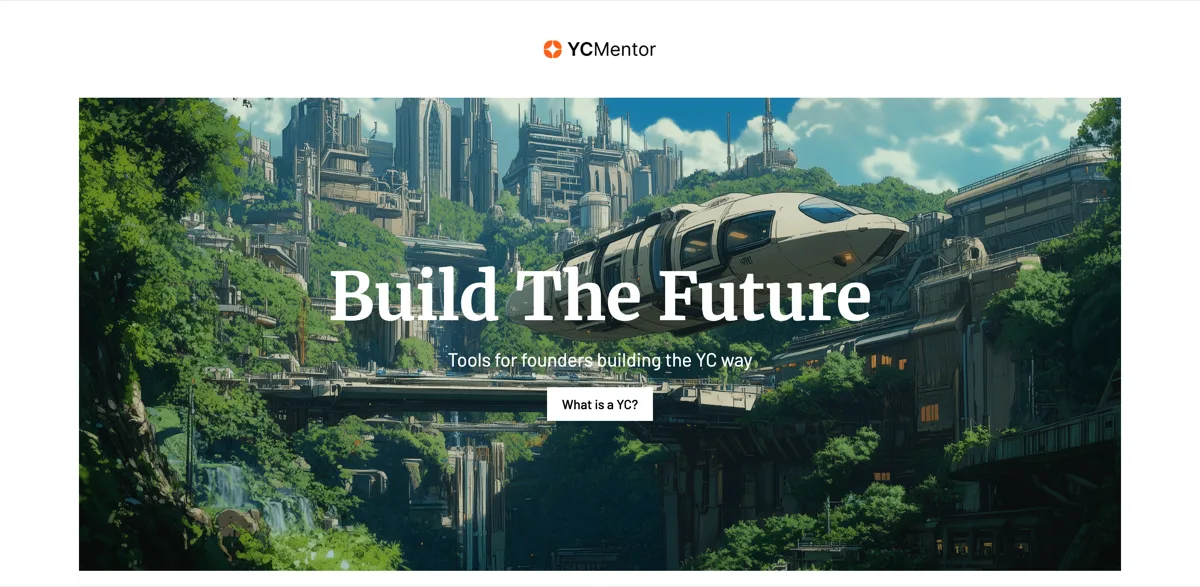 YCMentor
Build The Future
Tools for founders building the YC way
What is a YC?